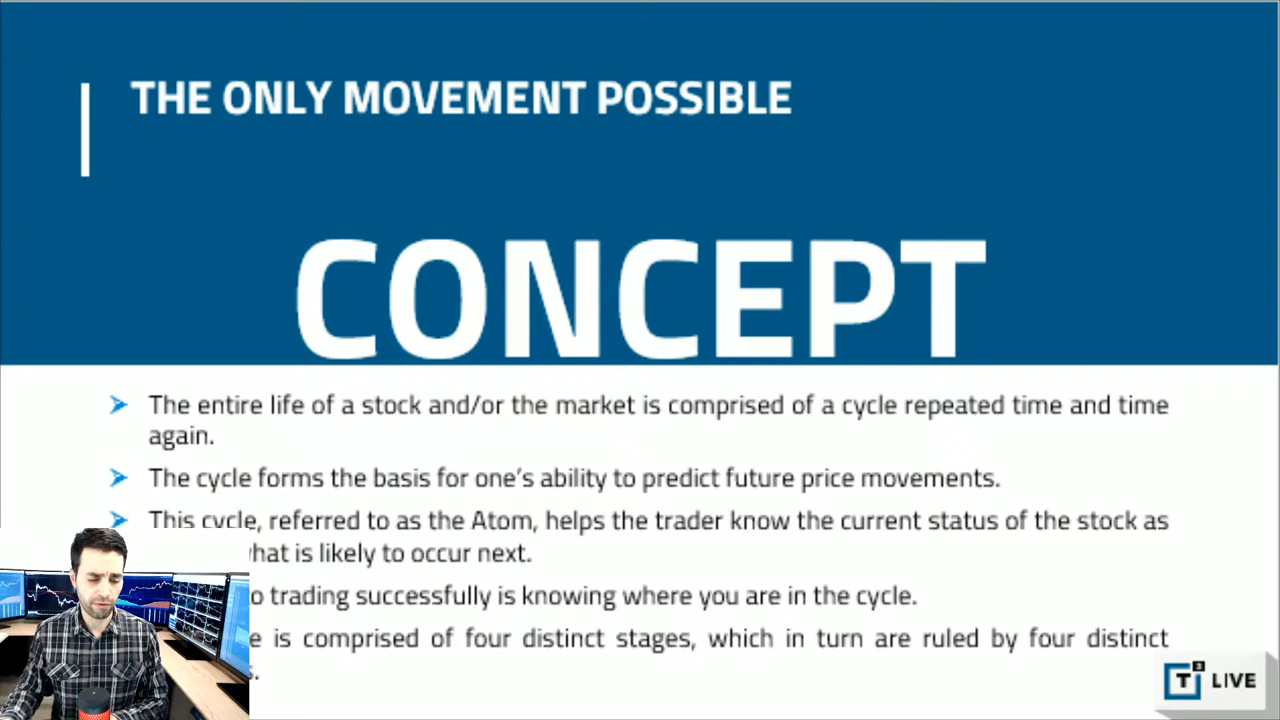 THE ONLY MOVEMENT POSSIBLE
CONCEPT
The entire life of a stock and/or the market is comprised of a cycle repeated time and time
again.
The cycle forms the basis for one’s ability to predict future price movements.
This cycle, referred to as the Atom, helps the trader know the current status of the stock as
what is likely to occur next.
to trading successfully is knowing where you are in the cycle.
is comprised of four distinct stages, which in turn are ruled by four distinct
T3 LIVE